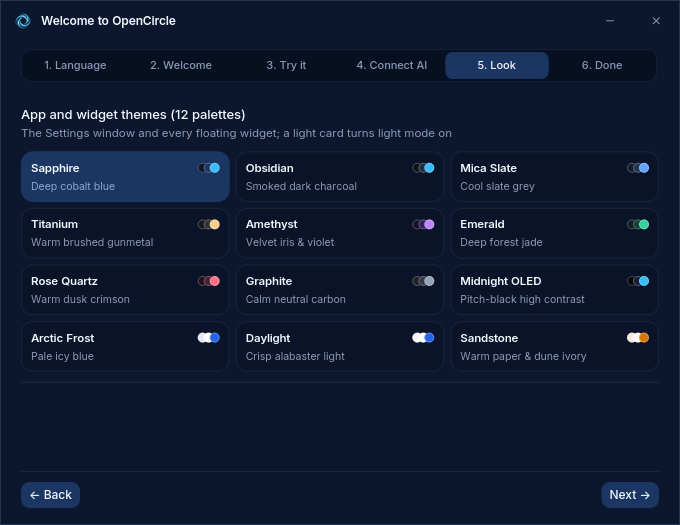 Welcome to OpenCircle
1. Language
2. Welcome
3. Try it
4. Connect AI
5. Look
6. Done
App and widget themes (12 palettes)
The Settings window and every floating widget; a light card turns light mode on
Sapphire
Deep cobalt blue
Obsidian
Smoked dark charcoal
Mica Slate
Cool slate grey
Titanium
Warm brushed gunmetal
Amethyst
Velvet iris & violet
Emerald
Deep forest jade
Rose Quartz
Warm dusk crimson
Graphite
Calm neutral carbon
Midnight OLED
Pitch-black high contrast
Arctic Frost
Pale icy blue
Daylight
Crisp alabaster light
Sandstone
Warm paper & dune ivory
← Back
Next →